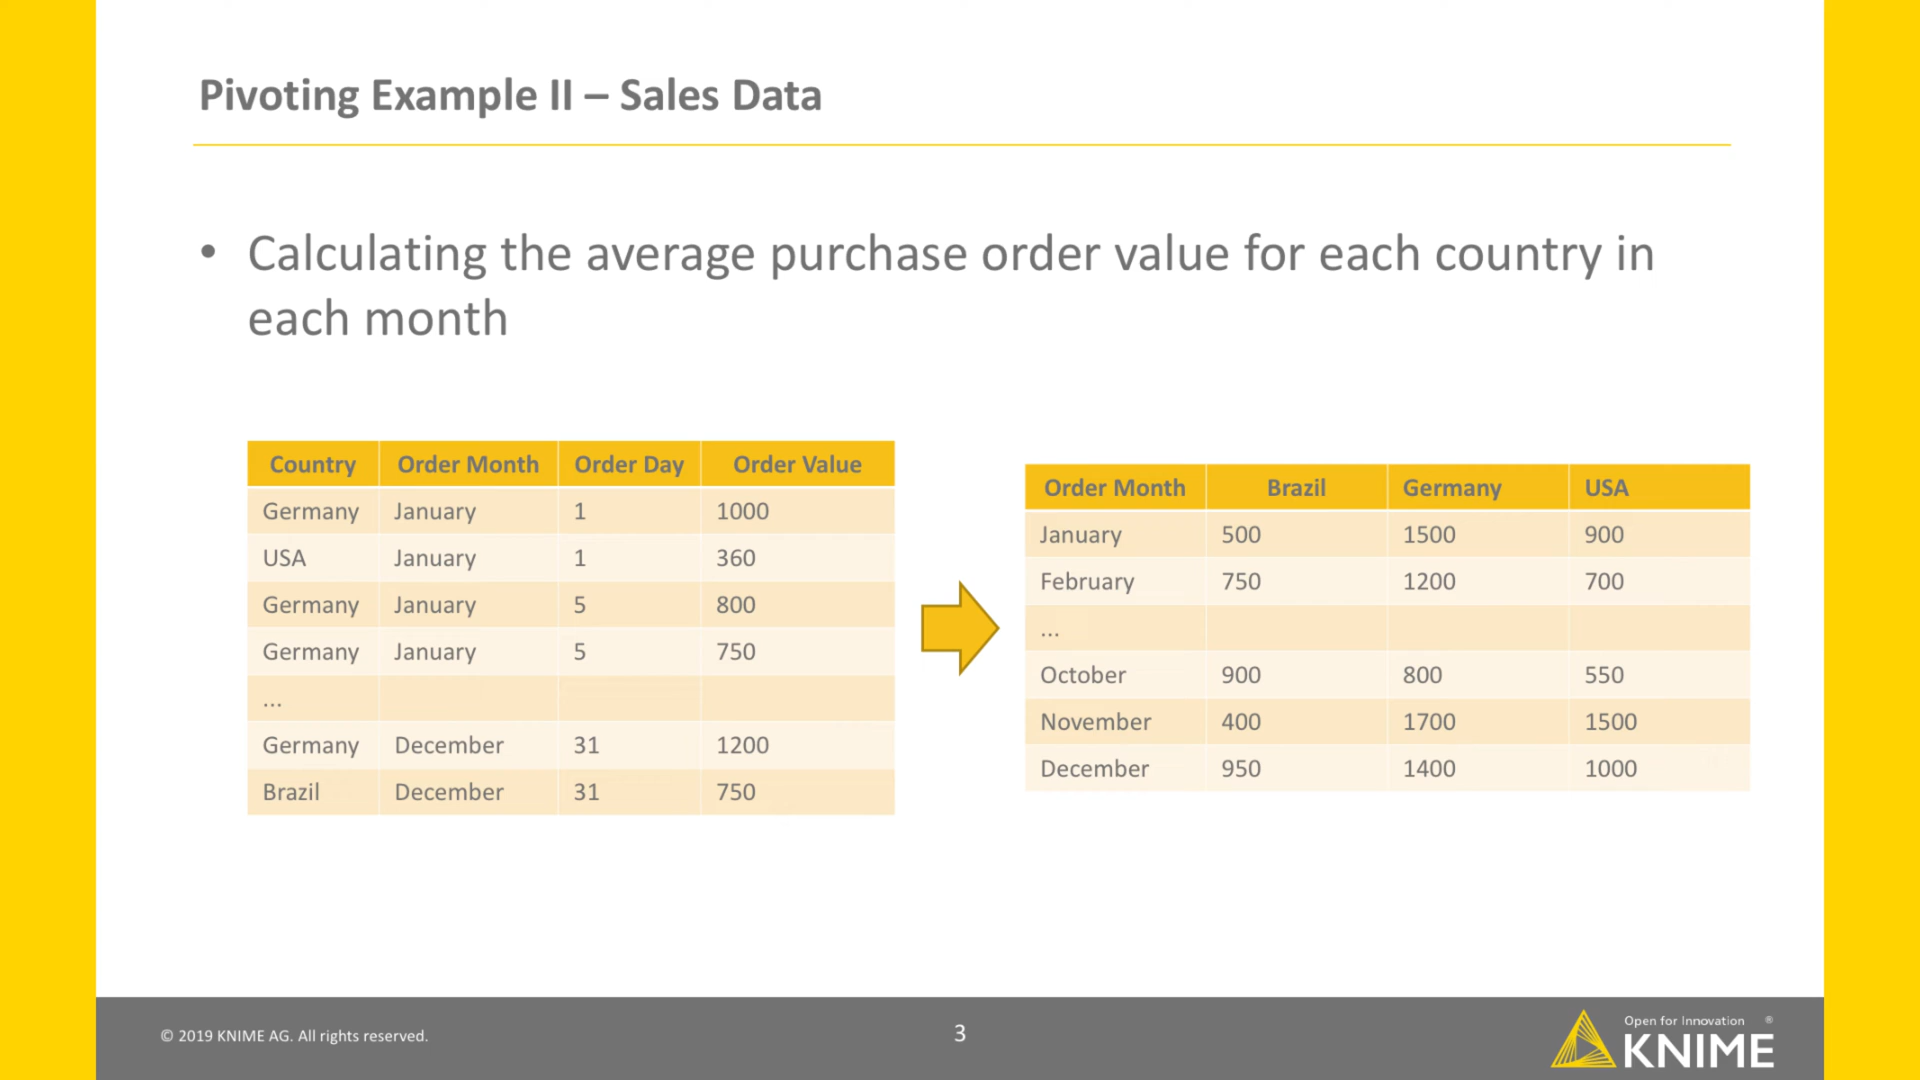 Pivoting Example II – Sales Data
• Calculating the average purchase order value for each country in
each month
Country Order Month Order Day Order Value
Germany January 1 1000
USA January 1 360
Germany January 5 800
Germany January 5 750
...
Germany December 31 1200
Brazil December 31 750
Order Month Brazil Germany USA
January 500 1500 900
February 750 1200 700
...
October 900 800 550
November 400 1700 1500
December 950 1400 1000
© 2019 KNIME AG. All rights reserved.
3
Open for Innovation ®
KNIME